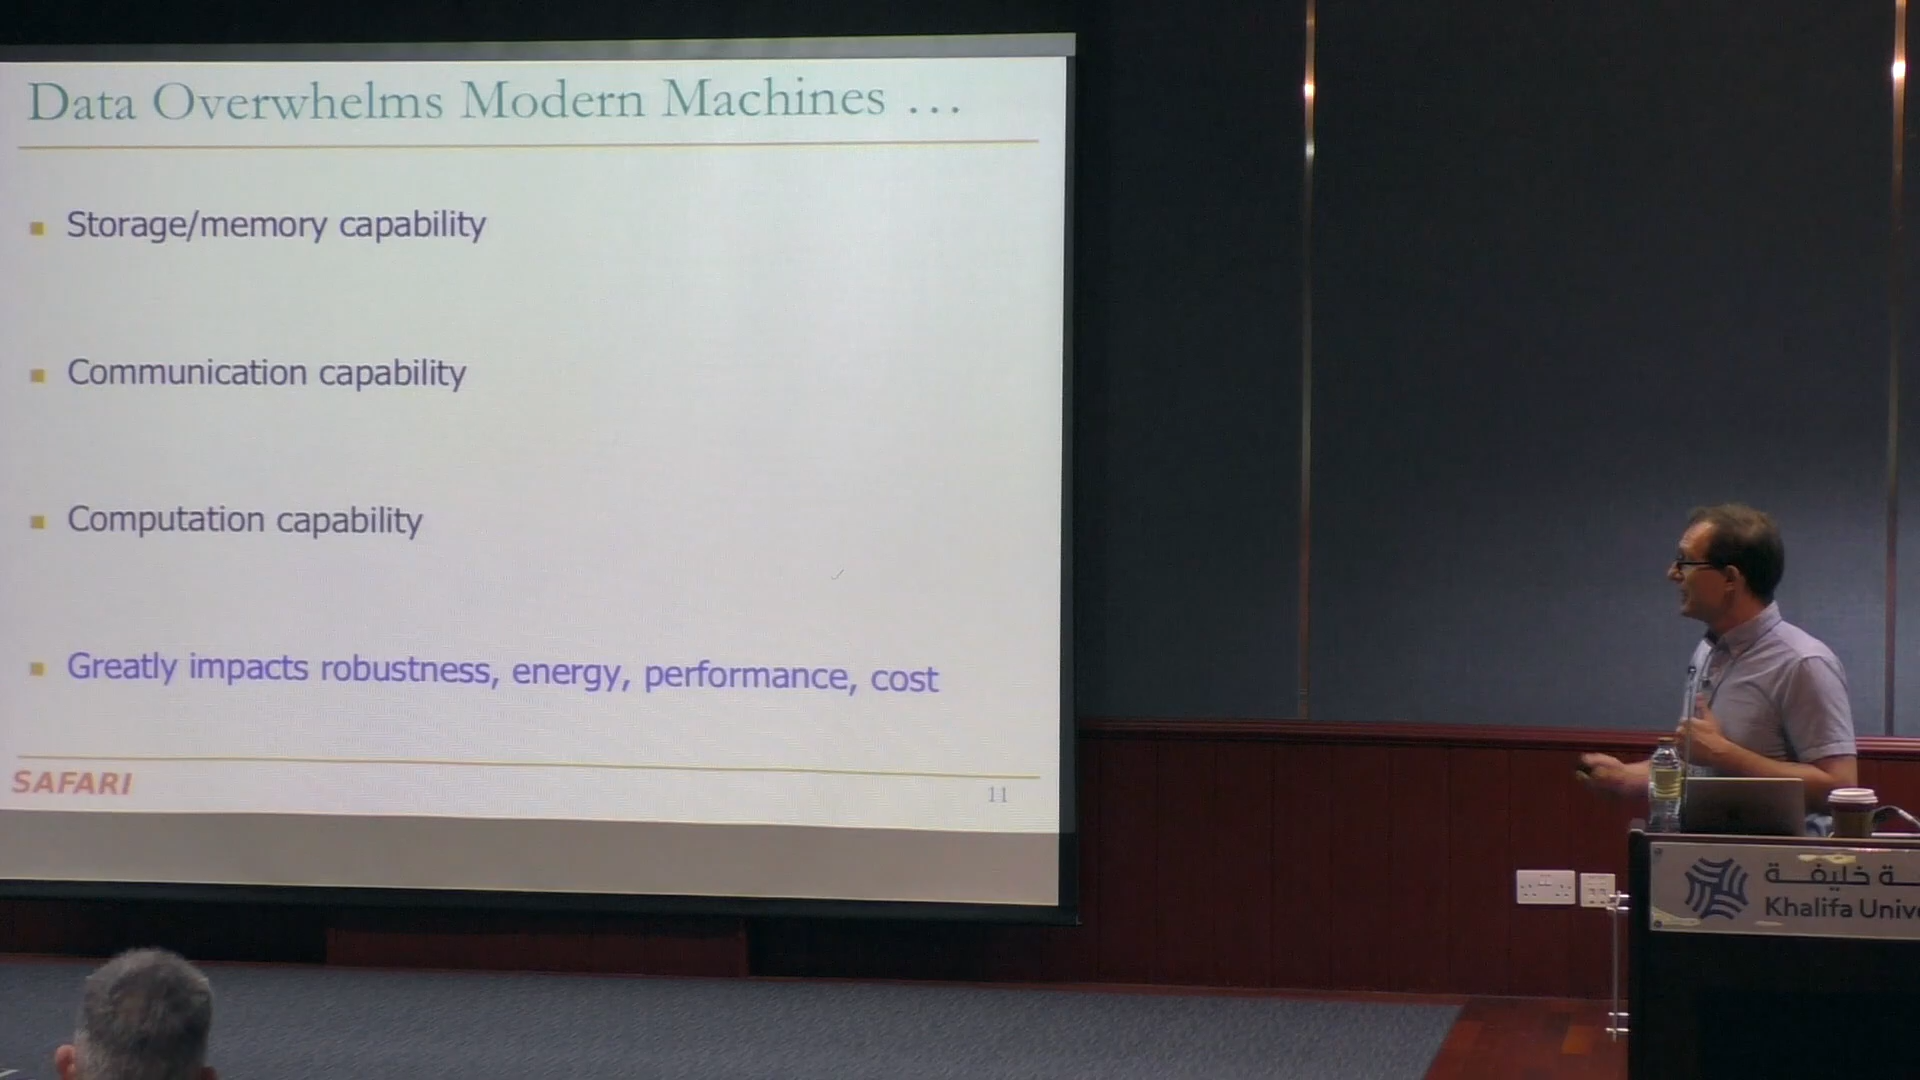 Data Overwhelms Modern Machines ...
Storage/memory capability
Communication capability
Computation capability
Greatly impacts robustness, energy, performance, cost
SAFARI
11
خليفة
Khalifa